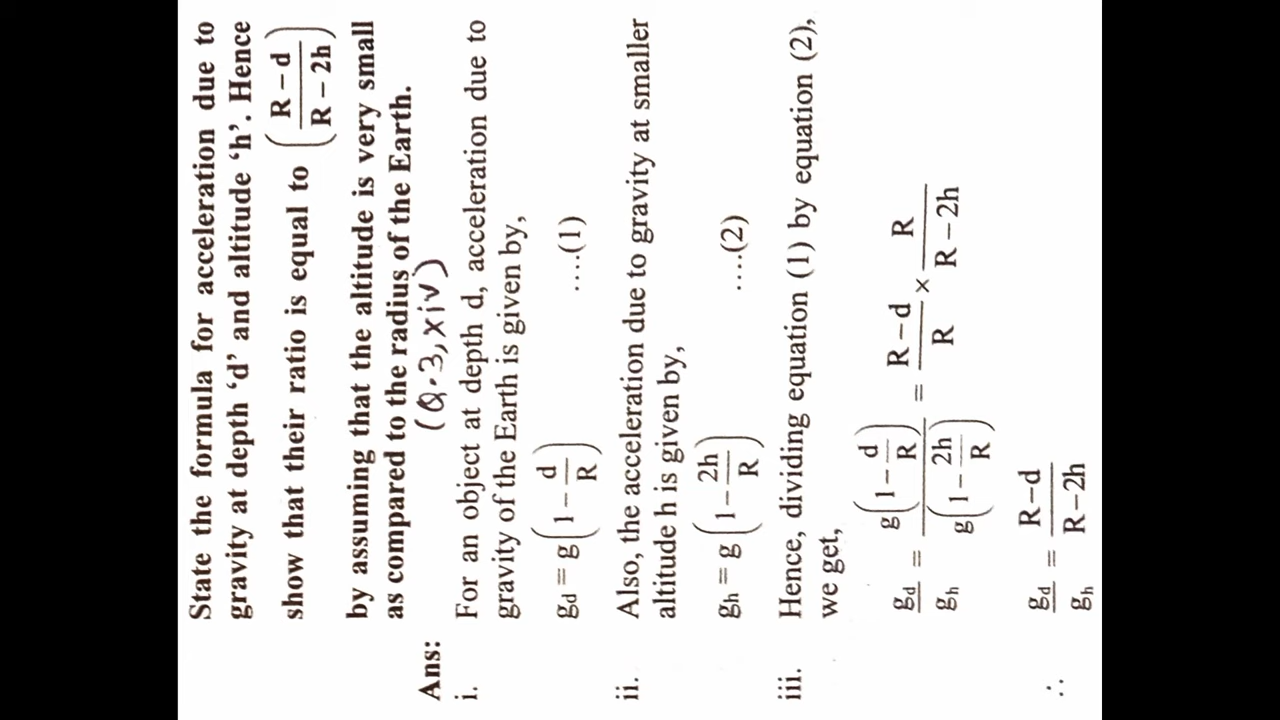 State the formula for acceleration due to
gravity at depth ‘d’ and altitude ‘h’. Hence
show that their ratio is equal to (R – d / R – 2h)
by assuming that the altitude is very small
as compared to the radius of the Earth.
(Q.3, xiv)
Ans:
i. For an object at depth d, acceleration due to
gravity of the Earth is given by,
g_d = g (1 – d/R) ....(1)
ii. Also, the acceleration due to gravity at smaller
altitude h is given by,
g_h = g (1 – 2h/R) ....(2)
iii. Hence, dividing equation (1) by equation (2),
we get,
g_d/g_h = g(1 – d/R) / g(1 – 2h/R) = (R – d)/R × R/(R – 2h)
∴ g_d/g_h = (R–d)/(R–2h)